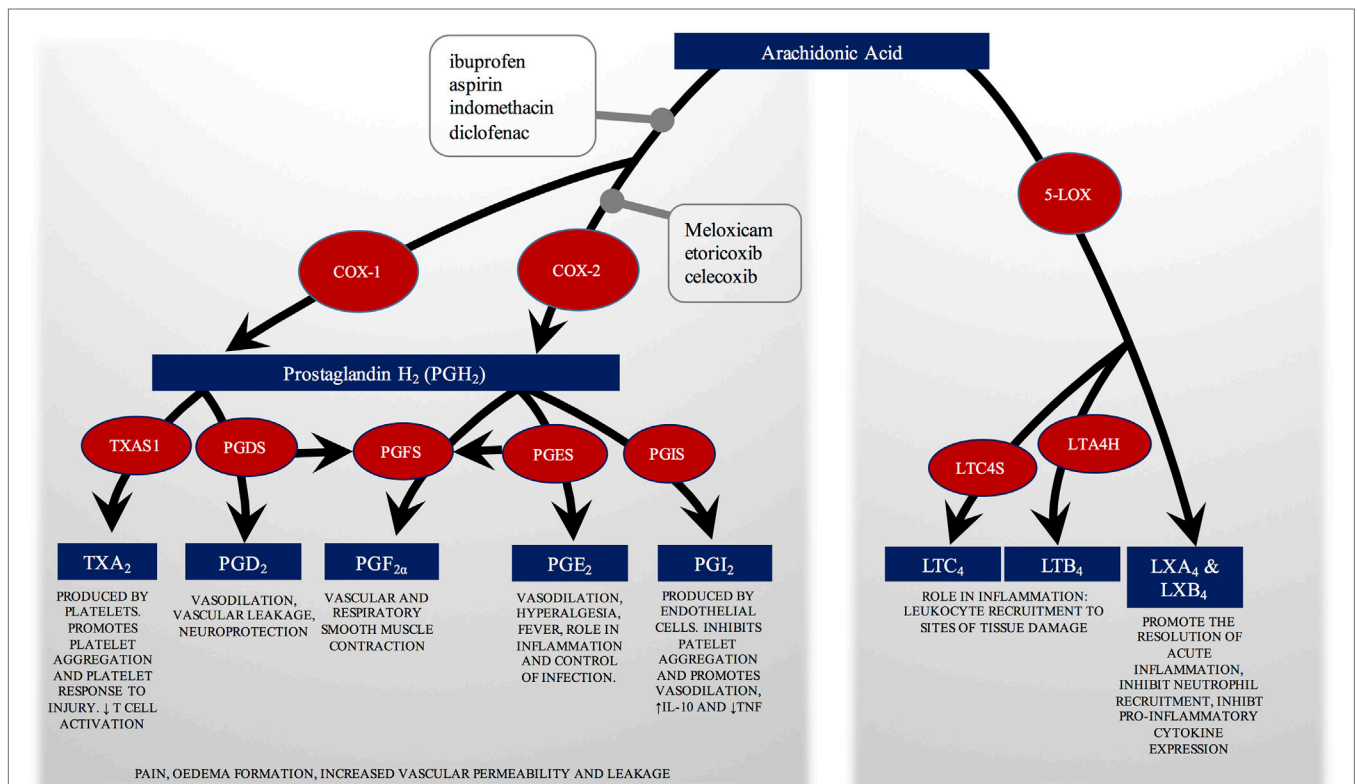 Arachidonic Acid
ibuprofen
aspirin
indomethacin
diclofenac
Meloxicam
etoricoxib
celecoxib
5-LOX
COX-1
COX-2
Prostaglandin H₂ (PGH₂)
TXAS1
PGDS
PGFS
PGES
PGIS
LTC4S
LTA4H
TXA₂
PRODUCED BY
PLATELETS.
PROMOTES
PLATELET
AGGREGATION
AND PLATELET
RESPONSE TO
INJURY. ↓ T CELL
ACTIVATION
PGD₂
VASODILATION,
VASCULAR LEAKAGE,
NEUROPROTECTION
PGF₂α
VASCULAR AND
RESPIRATORY
SMOOTH MUSCLE
CONTRACTION
PGE₂
VASODILATION,
HYPERALGESIA,
FEVER, ROLE IN
INFLAMMATION
AND CONTROL
OF INFECTION.
PGI₂
PRODUCED BY
ENDOTHELIAL
CELLS. INHIBITS
PATELET
AGGREGATION
AND PROMOTES
VASODILATION,
↑IL-10 AND ↓TNF
LTC₄
LTB₄
ROLE IN INFLAMMATION:
LEUKOCYTE RECRUITMENT TO
SITES OF TISSUE DAMAGE
LXA₄ &
LXB₄
PROMOTE THE
RESOLUTION OF
ACUTE
INFLAMMATION,
INHIBIT NEUTROPHIL
RECRUITMENT, INHIBT
PRO-INFLAMMATORY
CYTOKINE
EXPRESSION
PAIN, OEDEMA FORMATION, INCREASED VASCULAR PERMEABILITY AND LEAKAGE